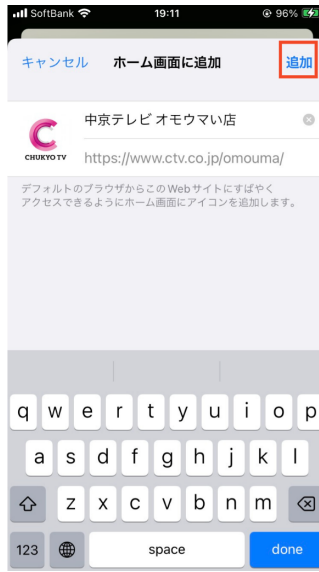 SoftBank 19:11 96%
キャンセル ホーム画面に追加 追加
中京テレビ オモウマい店
CHUKYO TV
https://www.ctv.co.jp/omouma/
デフォルトのブラウザからこのWebサイトにすばやく
アクセスできるようにホーム画面にアイコンを追加します。
q w e r t y u i o p
a s d f g h j k l
z x c v b n m
123 space done